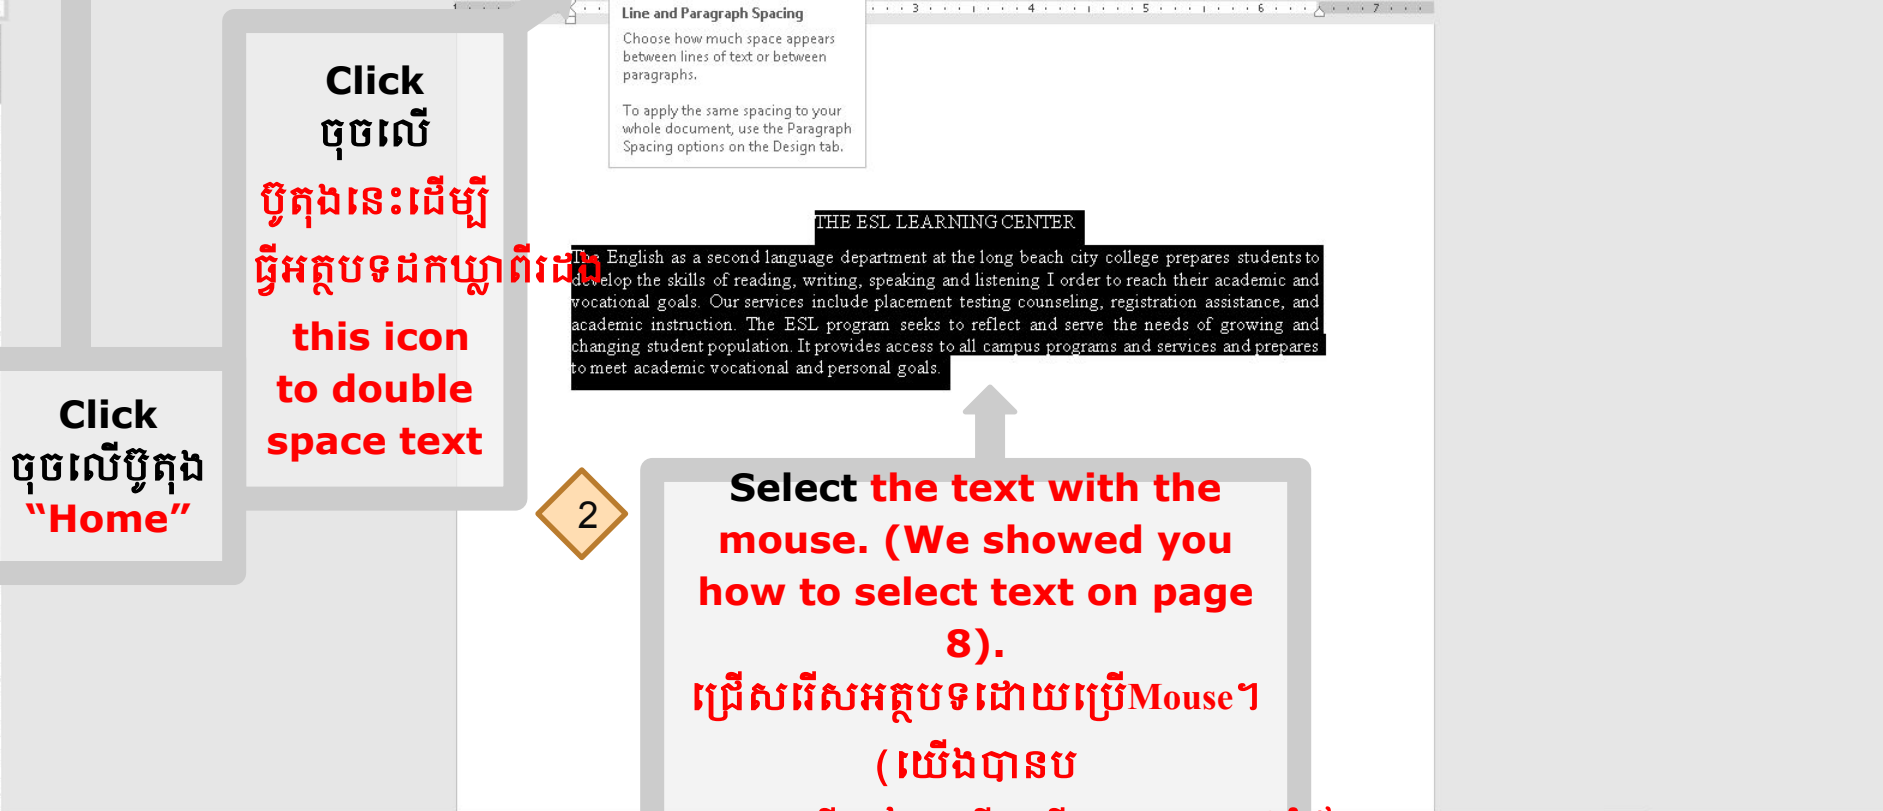 1 3 4 5 6 7
Line and Paragraph Spacing
Choose how much space appears
between lines of text or between
paragraphs.
To apply the same spacing to your
whole document, use the Paragraph
Spacing options on the Design tab.
Click
ចុចលើ
ប៊ូតុងនេះដើម្បី
ធ្វីអត្ថបទដកឃ្លាពីរដង
this icon
to double
space text
Click
ចុចលើប៊ូតុង
“Home”
THE ESL LEARNING CENTER
The English as a second language department at the long beach city college prepares students to
develop the skills of reading, writing, speaking and listening I order to reach their academic and
vocational goals. Our services include placement testing counseling, registration assistance, and
academic instruction. The ESL program seeks to reflect and serve the needs of growing and
changing student population. It provides access to all campus programs and services and prepares
to meet academic vocational and personal goals.
2
Select the text with the
mouse. (We showed you
how to select text on page
8).
ជ្រើសរើសអត្ថបទដោយប្រើMouse។
(យើងបានប